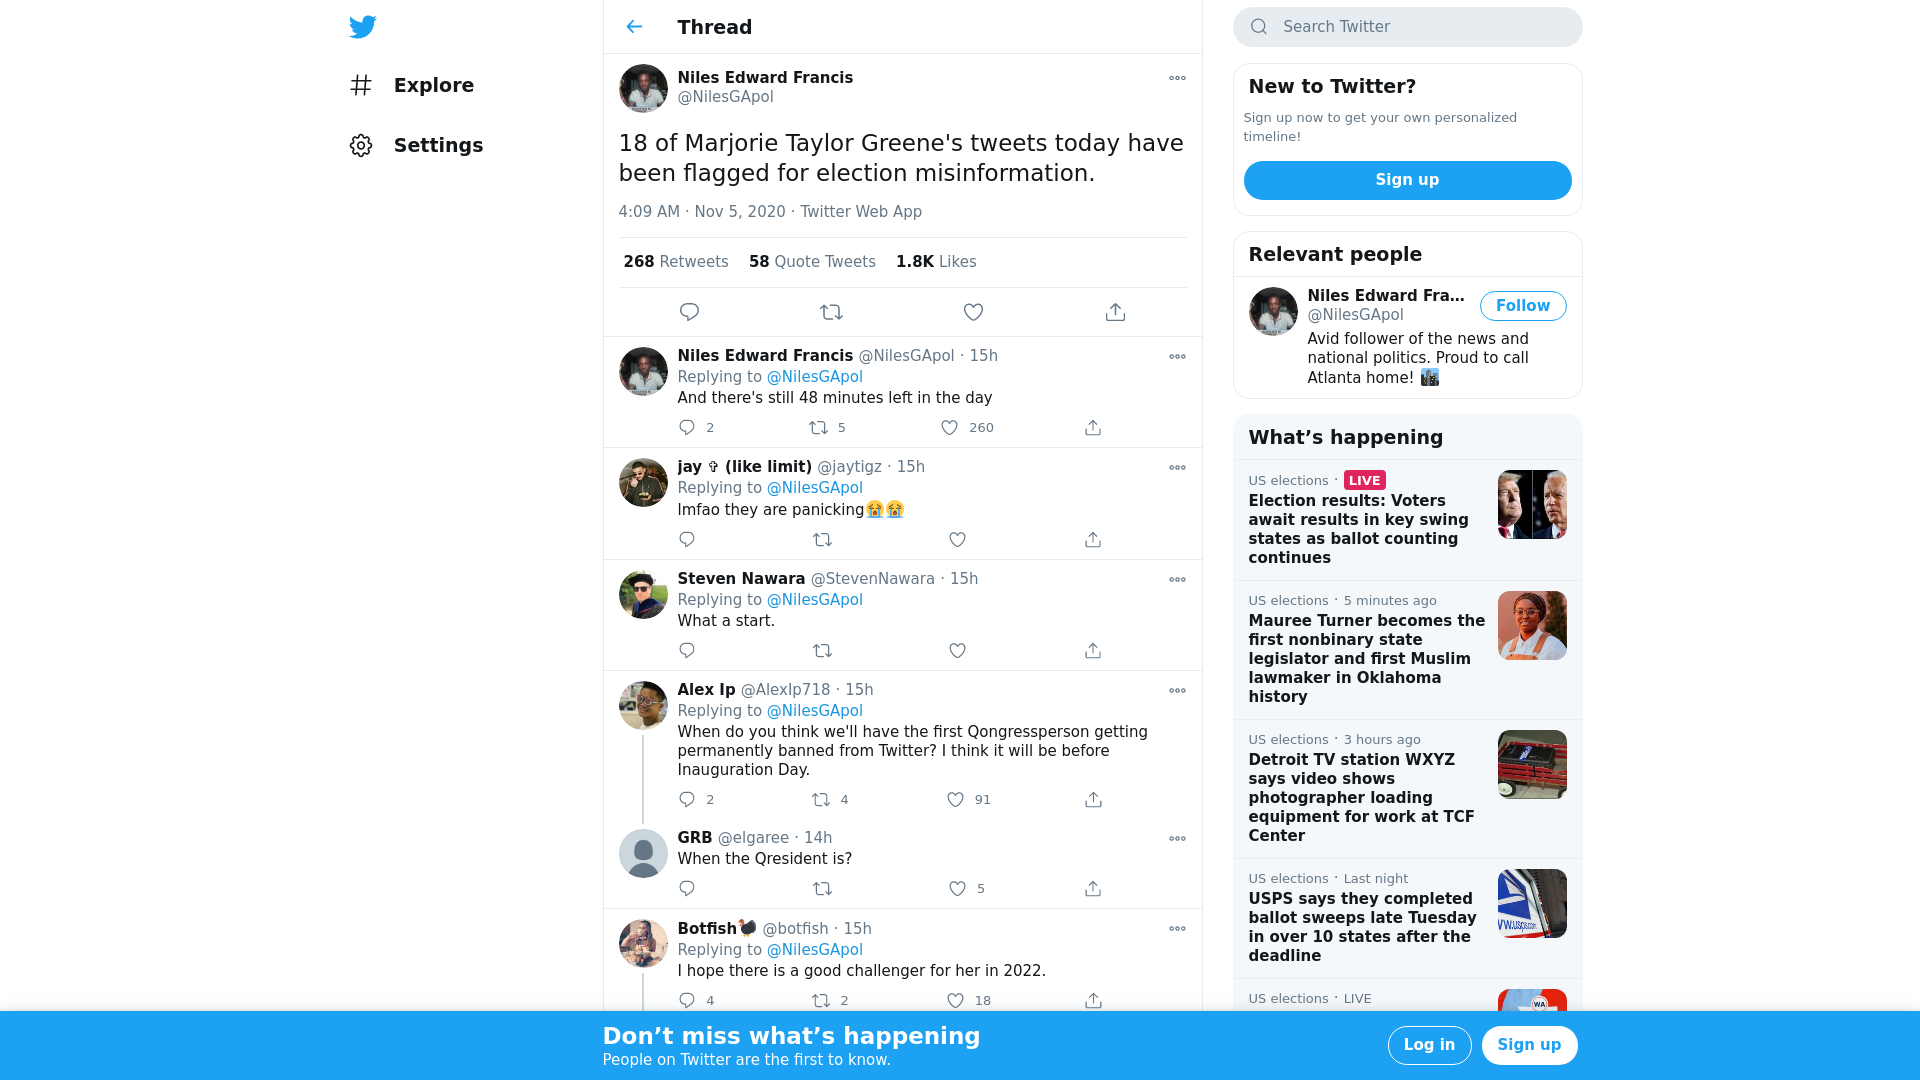 Explore
Settings
Thread
Niles Edward Francis
@NilesGApol
18 of Marjorie Taylor Greene's tweets today have
been flagged for election misinformation.
4:09 AM · Nov 5, 2020 · Twitter Web App
268 Retweets 58 Quote Tweets 1.8K Likes
Niles Edward Francis @NilesGApol · 15h
Replying to @NilesGApol
And there's still 48 minutes left in the day
2 5 260
jay ✞ (like limit) @jaytigz · 15h
Replying to @NilesGApol
lmfao they are panicking😭😭
Steven Nawara @StevenNawara · 15h
Replying to @NilesGApol
What a start.
Alex Ip @AlexIp718 · 15h
Replying to @NilesGApol
When do you think we'll have the first Qongressperson getting
permanently banned from Twitter? I think it will be before
Inauguration Day.
2 4 91
GRB @elgaree · 14h
When the Qresident is?
5
Botfish🦃 @botfish · 15h
Replying to @NilesGApol
I hope there is a good challenger for her in 2022.
4 2 18
Search Twitter
New to Twitter?
Sign up now to get your own personalized
timeline!
Sign up
Relevant people
Niles Edward Fra...
@NilesGApol
Follow
Avid follower of the news and
national politics. Proud to call
Atlanta home! 🌃
What's happening
US elections · LIVE
Election results: Voters
await results in key swing
states as ballot counting
continues
US elections · 5 minutes ago
Mauree Turner becomes the
first nonbinary state
legislator and first Muslim
lawmaker in Oklahoma
history
US elections · 3 hours ago
Detroit TV station WXYZ
says video shows
photographer loading
equipment for work at TCF
Center
US elections · Last night
USPS says they completed
ballot sweeps late Tuesday
in over 10 states after the
deadline
US elections · LIVE
WA
Don't miss what's happening
People on Twitter are the first to know.
Log in
Sign up